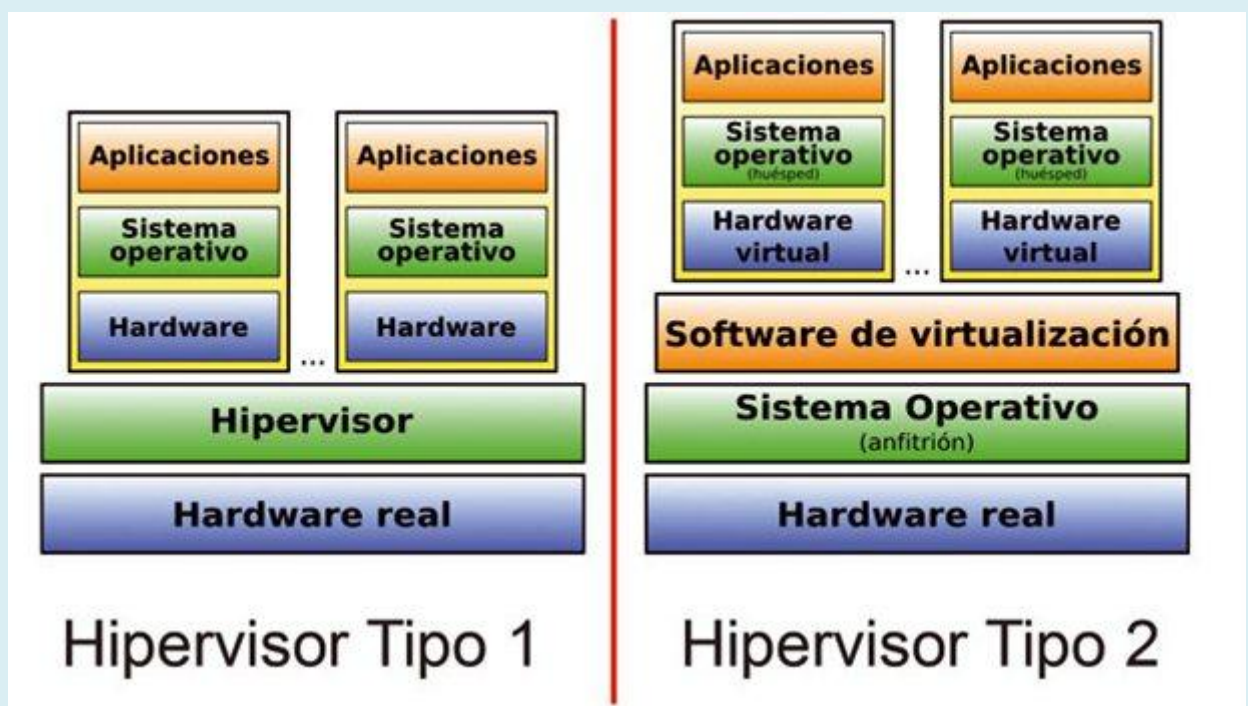 Aplicaciones
Sistema
operativo
Hardware
...
Aplicaciones
Sistema
operativo
Hardware
Hipervisor
Hardware real
Hipervisor Tipo 1
Aplicaciones
Sistema
operativo
(huésped)
Hardware
virtual
...
Aplicaciones
Sistema
operativo
(huésped)
Hardware
virtual
Software de virtualización
Sistema Operativo
(anfitrión)
Hardware real
Hipervisor Tipo 2